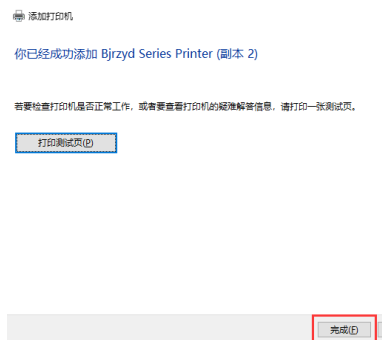 添加打印机
你已经成功添加 Bjrzyd Series Printer (副本 2)
若要检查打印机是否正常工作，或者要查看打印机的疑难解答信息，请打印一张测试页。
打印测试页(P)
完成(F)